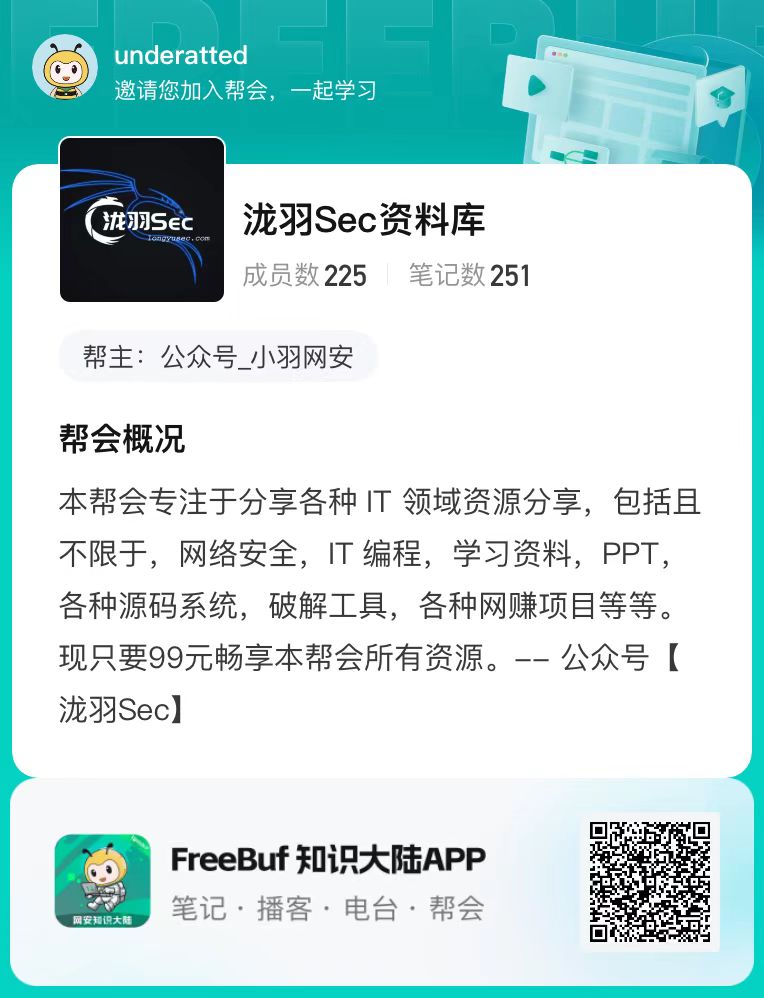 FREEBUF
underatted
邀请您加入帮会，一起学习
泷羽Sec
longyusec.com
泷羽Sec资料库
成员数 225 笔记数 251
帮主：公众号_小羽网安
帮会概况
本帮会专注于分享各种 IT 领域资源分享，包括且
不限于，网络安全，IT 编程，学习资料，PPT，
各种源码系统，破解工具，各种网赚项目等等。
现只要99元畅享本帮会所有资源。-- 公众号【
泷羽Sec】
FreeBuf 知识大陆APP
笔记 · 播客 · 电台 · 帮会
网安知识大陆